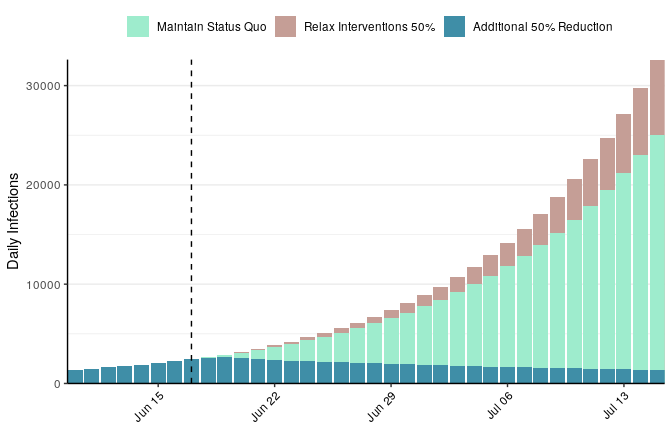 Maintain Status Quo Relax Interventions 50% Additional 50% Reduction
30000
20000
10000
0
Daily Infections
Jun 15 Jun 22 Jun 29 Jul 06 Jul 13